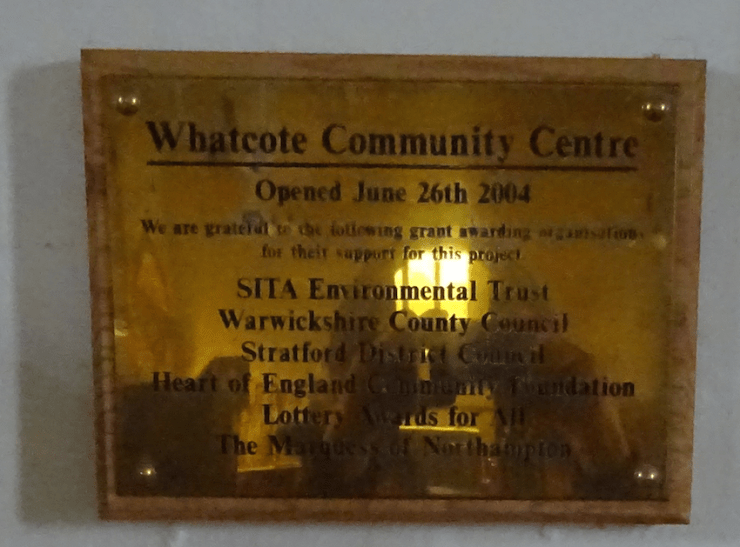 Whatcote Community Centre
Opened June 26th 2004
We are grateful to the following grant awarding organisations
for their support for this project
SITA Environmental Trust
Warwickshire County Council
Stratford District Council
Heart of England Community Foundation
Lottery Awards for All
The Marquess of Northampton